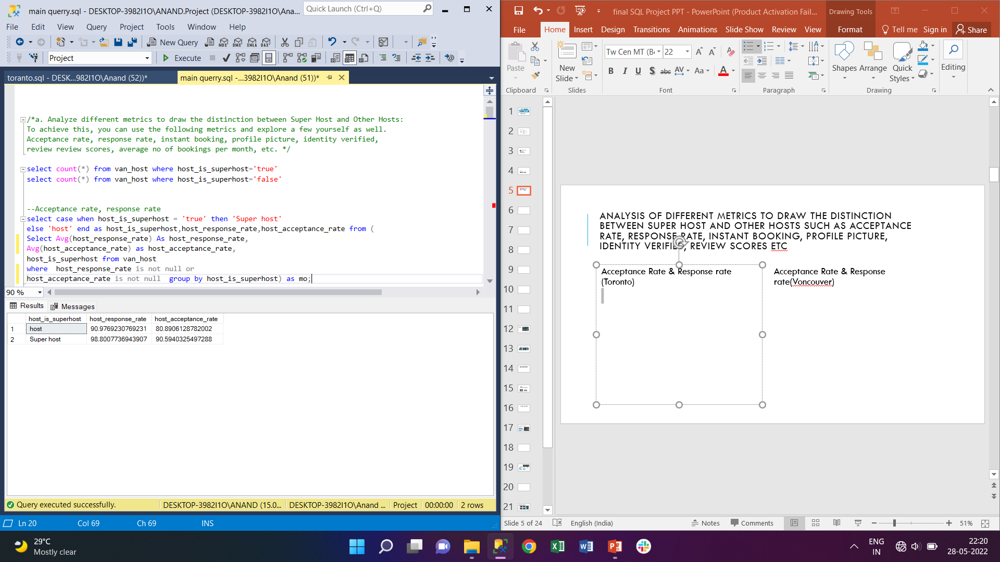 main querry.sql - DESKTOP-3982I1O\ANAND.Project (DESKTOP-3982I1O\Ana...
Quick Launch (Ctrl+Q)
File Edit View Query Project Tools Window Help
New Query
MDX DMX XMLA DAX
Project
Execute
toranto.sql - DESK...982I1O\Anand (52))*
main querry.sql -...3982I1O\Anand (51))*
/*a. Analyze different metrics to draw the distinction between Super Host and Other Hosts:
To achieve this, you can use the following metrics and explore a few yourself as well.
Acceptance rate, response rate, instant booking, profile picture, identity verified,
review review scores, average no of bookings per month, etc. */
select count(*) from van_host where host_is_superhost='true'
select count(*) from van_host where host_is_superhost='false'
--Acceptance rate, response rate
select case when host_is_superhost = 'true' then 'Super host'
else 'host' end as host_is_superhost,host_response_rate,host_acceptance_rate from (
Select Avg(host_response_rate) As host_response_rate,
Avg(host_acceptance_rate) as host_acceptance_rate,
host_is_superhost from van_host
where  host_response_rate is not null or
host_acceptance_rate is not null  group by host_is_superhost) as mo;
90 %
Results Messages
host_is_superhost host_response_rate host_acceptance_rate
1 host 90.9769230769231 80.8906128782002
2 Super host 98.8007736943907 90.5940325497288
Query executed successfully.
DESKTOP-3982I1O\ANAND (15.0...
DESKTOP-3982I1O\Anand ...
Project
00:00:00
2 rows
Ln 20 Col 69 Ch 69 INS
final SQL Project PPT - PowerPoint (Product Activation Fail...
Drawing Tools
File Home Insert Design Transitions Animations Slide Show Review View Format
Tell me
Sign in
Share
Paste
New
Slide
Tw Cen MT (B
22
B I U S abc AV Aa A
Shapes Arrange Quick
Styles
Editing
Clipboard Slides Font Paragraph Drawing
1
2
3
4
5
6
7
8
9
10
11
12
13
14
15
16
17
18
19
20
21
ANALYSIS OF DIFFERENT METRICS TO DRAW THE DISTINCTION
BETWEEN SUPER HOST AND OTHER HOSTS SUCH AS ACCEPTANCE
RATE, RESPONSE RATE, INSTANT BOOKING, PROFILE PICTURE,
IDENTITY VERIFIED, REVIEW SCORES ETC
Acceptance Rate & Response rate
(Toronto)
Acceptance Rate & Response
rate(Voncouver)
Slide 5 of 24
English (India)
Notes
Comments
51%
29°C
Mostly clear
ENG
IN
22:20
28-05-2022